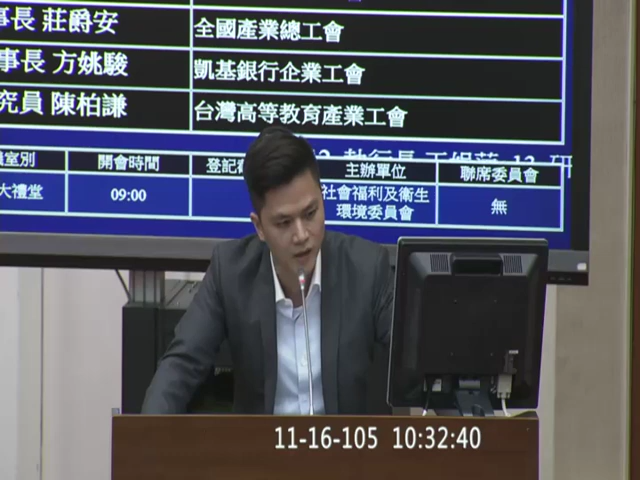 事長 莊爵安 全國產業總工會
事長 方姚駿 凱基銀行企業工會
究員 陳柏謙 台灣高等教育產業工會
室別 開會時間 登記 主辦單位 聯席委員會
大禮堂 09:00 社會福利及衛生環境委員會 無
11-16-105 10:32:40